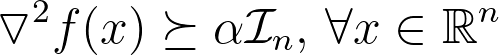 ▽²f(x) ⪰ αℐₙ, ∀x ∈ ℝⁿ